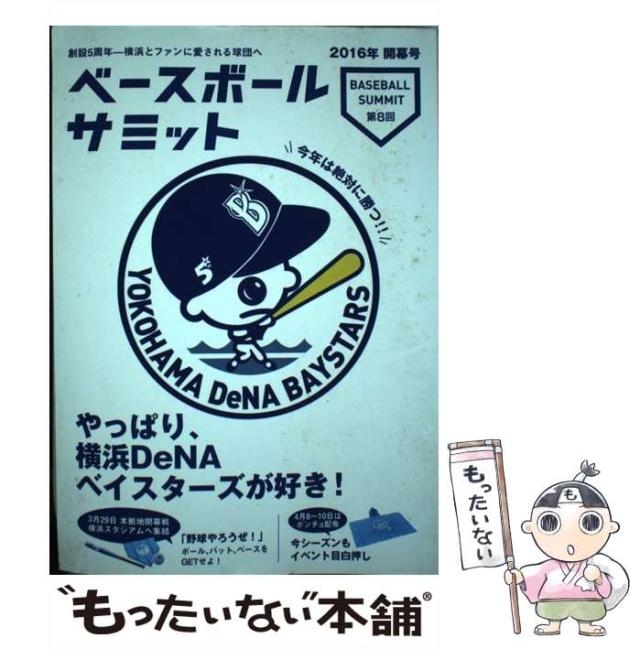 創設5周年―横浜とファンに愛される球団へ
2016年 開幕号
ベースボール
サミット
BASEBALL
SUMMIT
第8回
今年は絶対に勝つ!!
B
5
YOKOHAMA DeNA BAYSTARS
やっぱり、
横浜DeNA
ベイスターズが好き!
3月29日 本拠地開幕戦
横浜スタジアムへ集結
「野球やろうぜ!」
ボール、バット、ベースを
GETせよ!
4月8~10日は
ポンチョ配布
今シーズンも
イベント目白押し
も
もったいない
"もったいない"本舗®